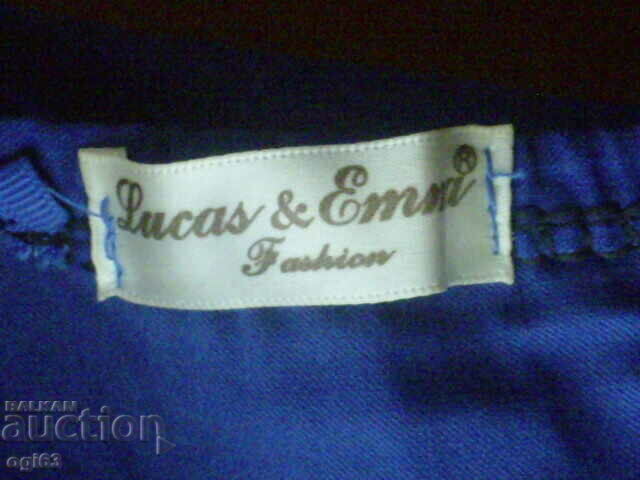 Lucas & Emma®
Fashion
BALKAN
auction
ogi63